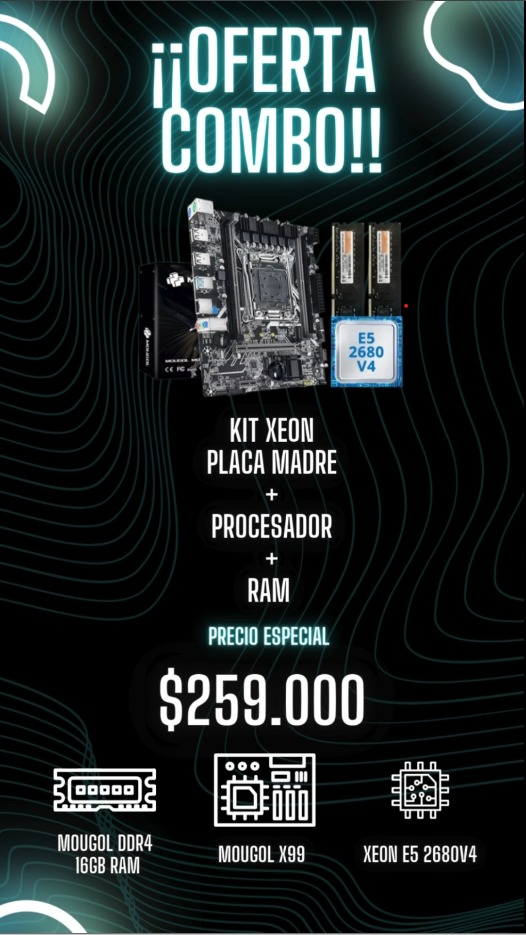 ¡¡OFERTA
COMBO!!
E5
2680
V4
KIT XEON
PLACA MADRE
+
PROCESADOR
+
RAM
PRECIO ESPECIAL
$259.000
MOUGOL DDR4
16GB RAM
MOUGOL X99
XEON E5 2680V4